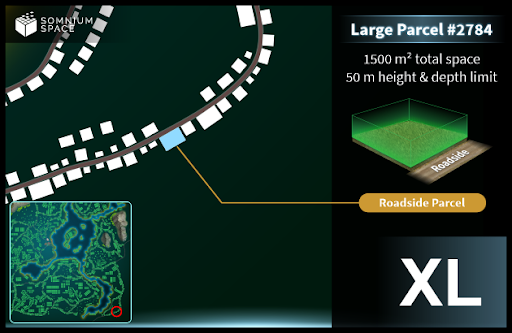 SOMNIUM
SPACE
Large Parcel #2784
1500 m² total space
50 m height & depth limit
Roadside
Roadside Parcel
XL